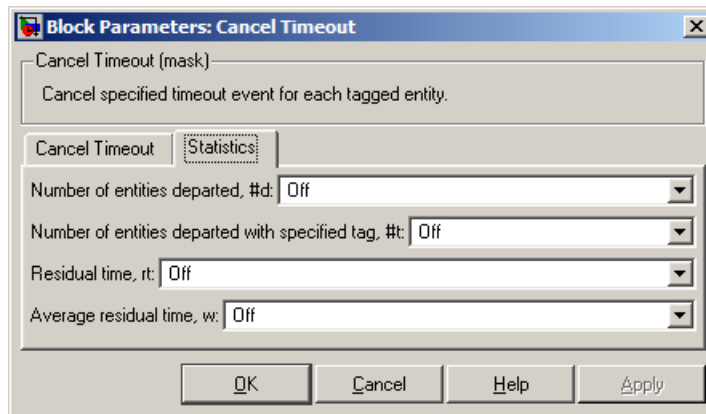 Block Parameters: Cancel Timeout
Cancel Timeout (mask)
Cancel specified timeout event for each tagged entity.
Cancel Timeout Statistics
Number of entities departed, #d: Off
Number of entities departed with specified tag, #t: Off
Residual time, rt: Off
Average residual time, w: Off
OK Cancel Help Apply